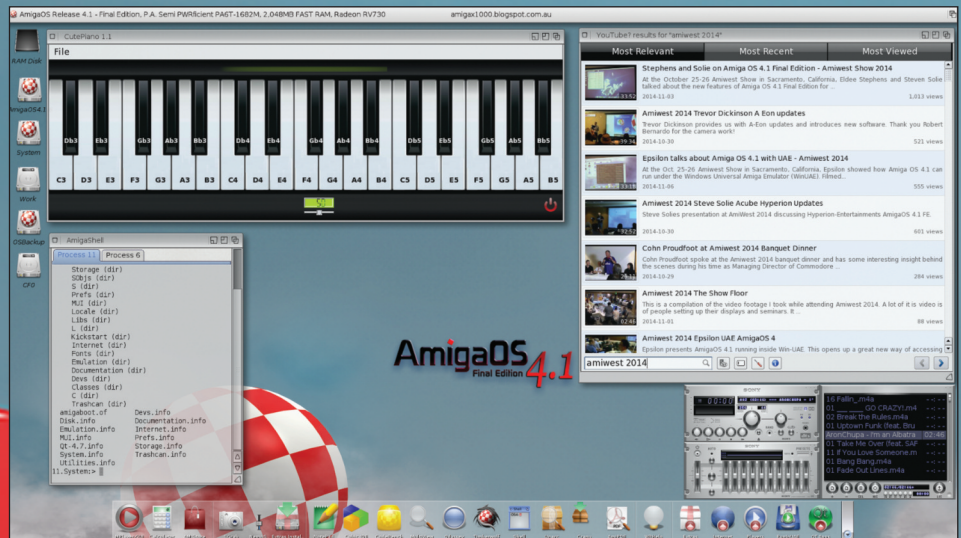 AmigaOS Release 4.1 - Final Edition, P.A. Semi PWRficient PA6T-1682M, 2,048MB FAST RAM, Radeon RV730
amigax1000.blogspot.com.au
RAM Disk
AmigaOS4.1
System
Work
OSBackup
CF0
CutePiano 1.1
File
Db3 Eb3 Gb3 Ab3 Bb3 Db4 Eb4 Gb4 Ab4 Bb4 Db5 Eb5 Gb5 Ab5 Bb5
C3 D3 E3 F3 G3 A3 B3 C4 D4 E4 F4 G4 A4 B4 C5 D5 E5 F5 G5 A5 B5
50
YouTube? results for "amiwest 2014"
Most Relevant Most Recent Most Viewed
Stephens and Solie on AmigaOS 4.1 Final Edition - Amiwest Show 2014
At the October 25-26 Amiwest Show in Sacramento, California, Eldee Stephens and Steven Solie
talked about the new features of Amiga OS 4.1 Final Edition for ...
33:52
2014-11-03 1,013 views
Amiwest 2014 Trevor Dickinson A Eon updates
Trevor Dickinson provides us with A-Eon updates and introduces new software. Thank you Robert
Bernardo for the camera work!
2014-10-30 521 views
Epsilon talks about Amiga OS 4.1 with UAE - Amiwest 2014
At the Oct. 25-26 Amiwest Show in Sacramento, California, Epsilon showed how Amiga OS 4.1 can
run under the Windows Universal Amiga Emulator (WinUAE). Filmed...
33:15
2014-11-06 555 views
Amiwest 2014 Steve Solie Acube Hyperion Updates
Steve Solies presentation at AmiWest 2014 discussing Hyperion-Entertainments AmigaOS 4.1 FE.
2014-10-30 601 views
Cohn Proudfoot at Amiwest 2014 Banquet Dinner
Cohn Proudfoot spoke at the Amiwest 2014 banquet dinner and has some interesting insight behind
the scenes during his time as Managing Director of Commodore ...
2014-10-29 284 views
Amiwest 2014 The Show Floor
This is a compilation of the video footage I took while attending Amiwest 2014. A lot of it is video is
of people setting up their displays and seminars. It...
02:45
2014-11-01 88 views
Amiwest 2014 Epsilon UAE AmigaOS 4
Epsilon presents AmigaOS 4.1 running inside Win-UAE. This opens up a great new way of accessing
amiwest 2014
AmigaShell
Process 11 Process 6
Storage (dir)
SObjs (dir)
S (dir)
Prefs (dir)
MUI (dir)
Locale (dir)
Libs (dir)
L (dir)
Kickstart (dir)
Internet (dir)
Fonts (dir)
Emulation (dir)
Documentation (dir)
Devs (dir)
Classes (dir)
C (dir)
Trashcan (dir)
amigaboot.of Devs.info
Disk.info Documentation.info
Emulation.info Internet.info
MUI.info Prefs.info
Qt-4.7.info Storage.info
System.info Trashcan.info
Utilities.info
11.System:>
AmigaOS 4.1
Final Edition
SONY
SONY
16 Fallin_.m4a
01 ___ ____ GO CRAZY!.m4
02 Break the Rules.m4a
01 Uptown Funk (feat. Bru
AronChupa - I'm an Albatra 02:46
01 Take Me Over (feat. SAF
11 If You Love Someone.m
01 Bang Bang.m4a
01 Fade Out Lines.m4a